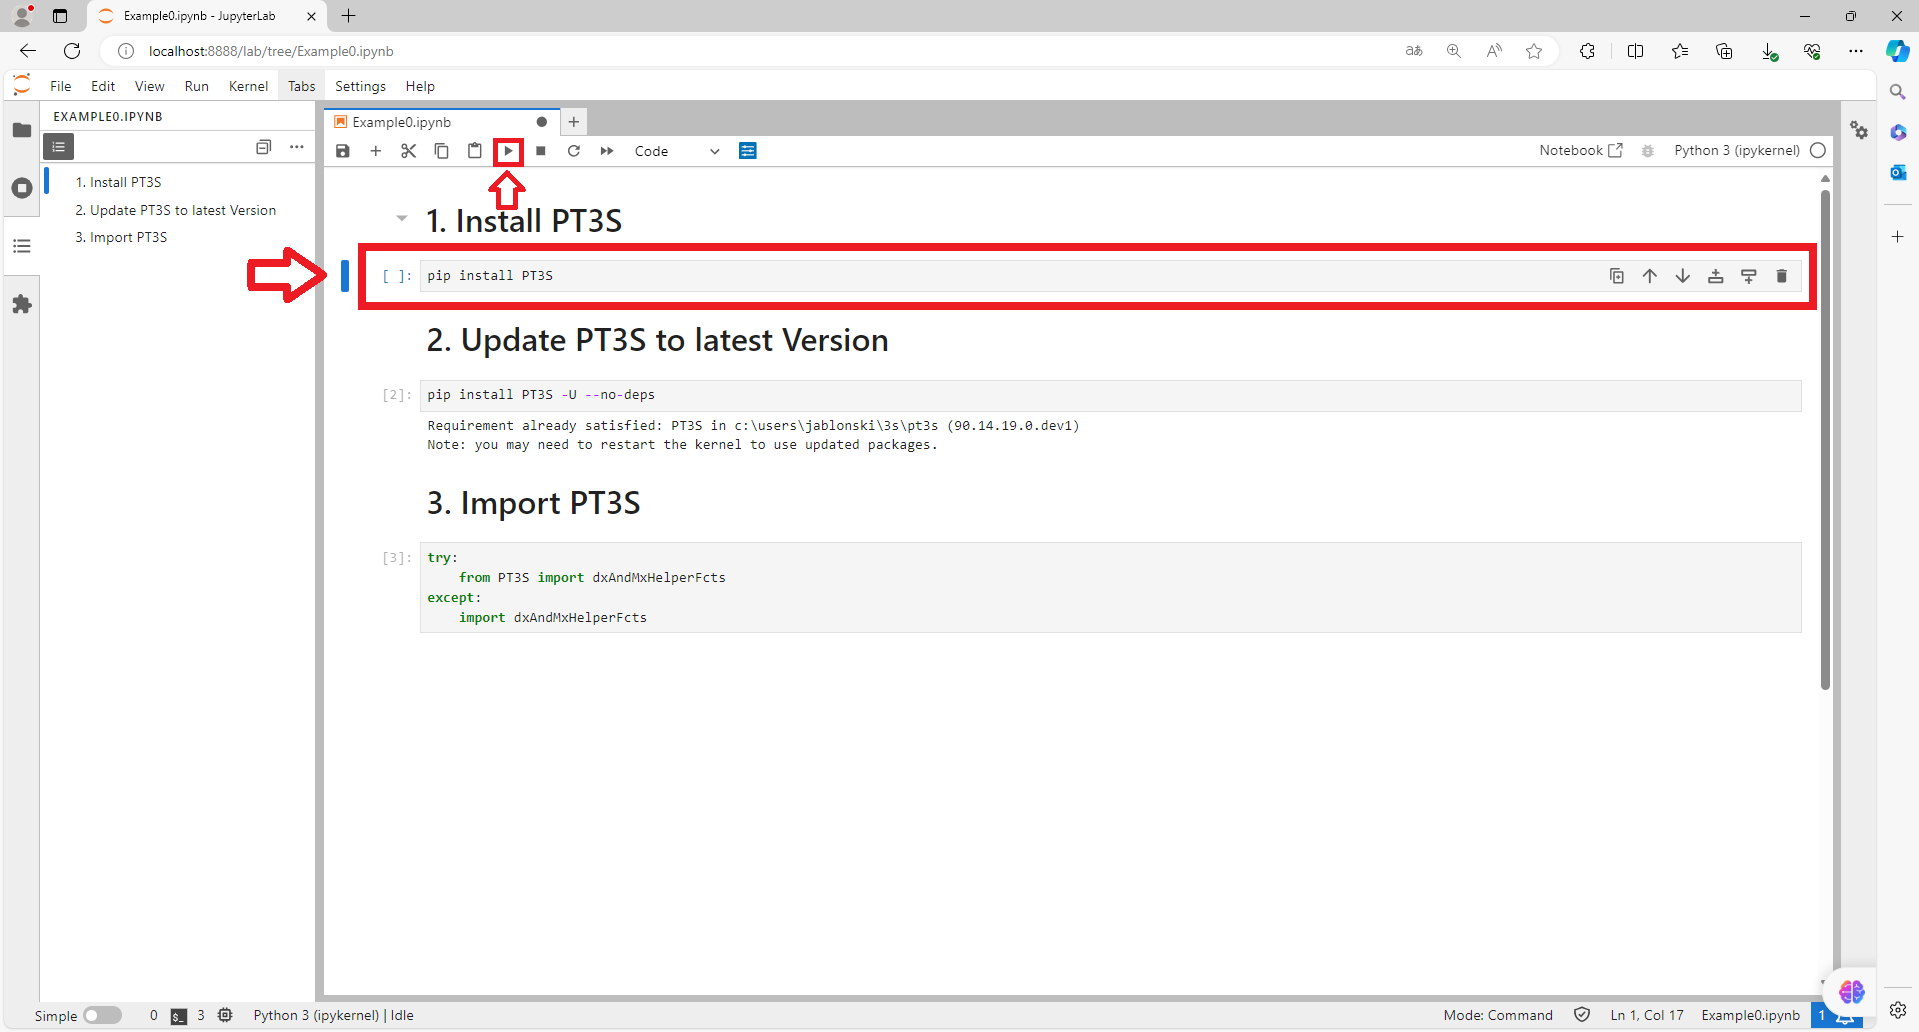 Example0.ipynb - JupyterLab
localhost:8888/lab/tree/Example0.ipynb
aあ
File Edit View Run Kernel Tabs Settings Help
EXAMPLE0.IPYNB
1. Install PT3S
2. Update PT3S to latest Version
3. Import PT3S
Example0.ipynb
Code
Notebook
Python 3 (ipykernel)
1. Install PT3S
[ ]: pip install PT3S
2. Update PT3S to latest Version
[2]: pip install PT3S -U --no-deps
Requirement already satisfied: PT3S in c:\users\jablonski\3s\pt3s (90.14.19.0.dev1)
Note: you may need to restart the kernel to use updated packages.
3. Import PT3S
[3]: try:
from PT3S import dxAndMxHelperFcts
except:
import dxAndMxHelperFcts
Simple 0 $_ 3 Python 3 (ipykernel) | Idle
Mode: Command Ln 1, Col 17 Example0.ipynb 1